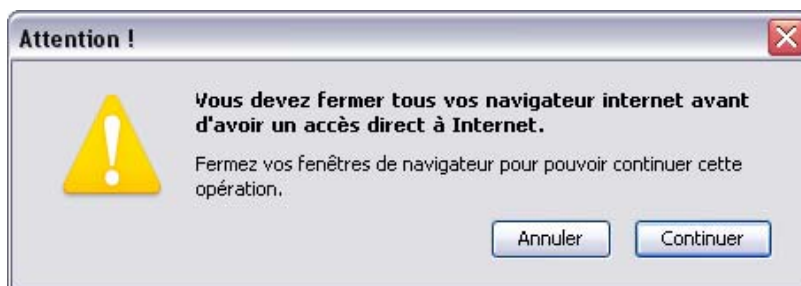 Attention !
Vous devez fermer tous vos navigateur internet avant
d'avoir un accès direct à Internet.
Fermez vos fenêtres de navigateur pour pouvoir continuer cette
opération.
Annuler Continuer